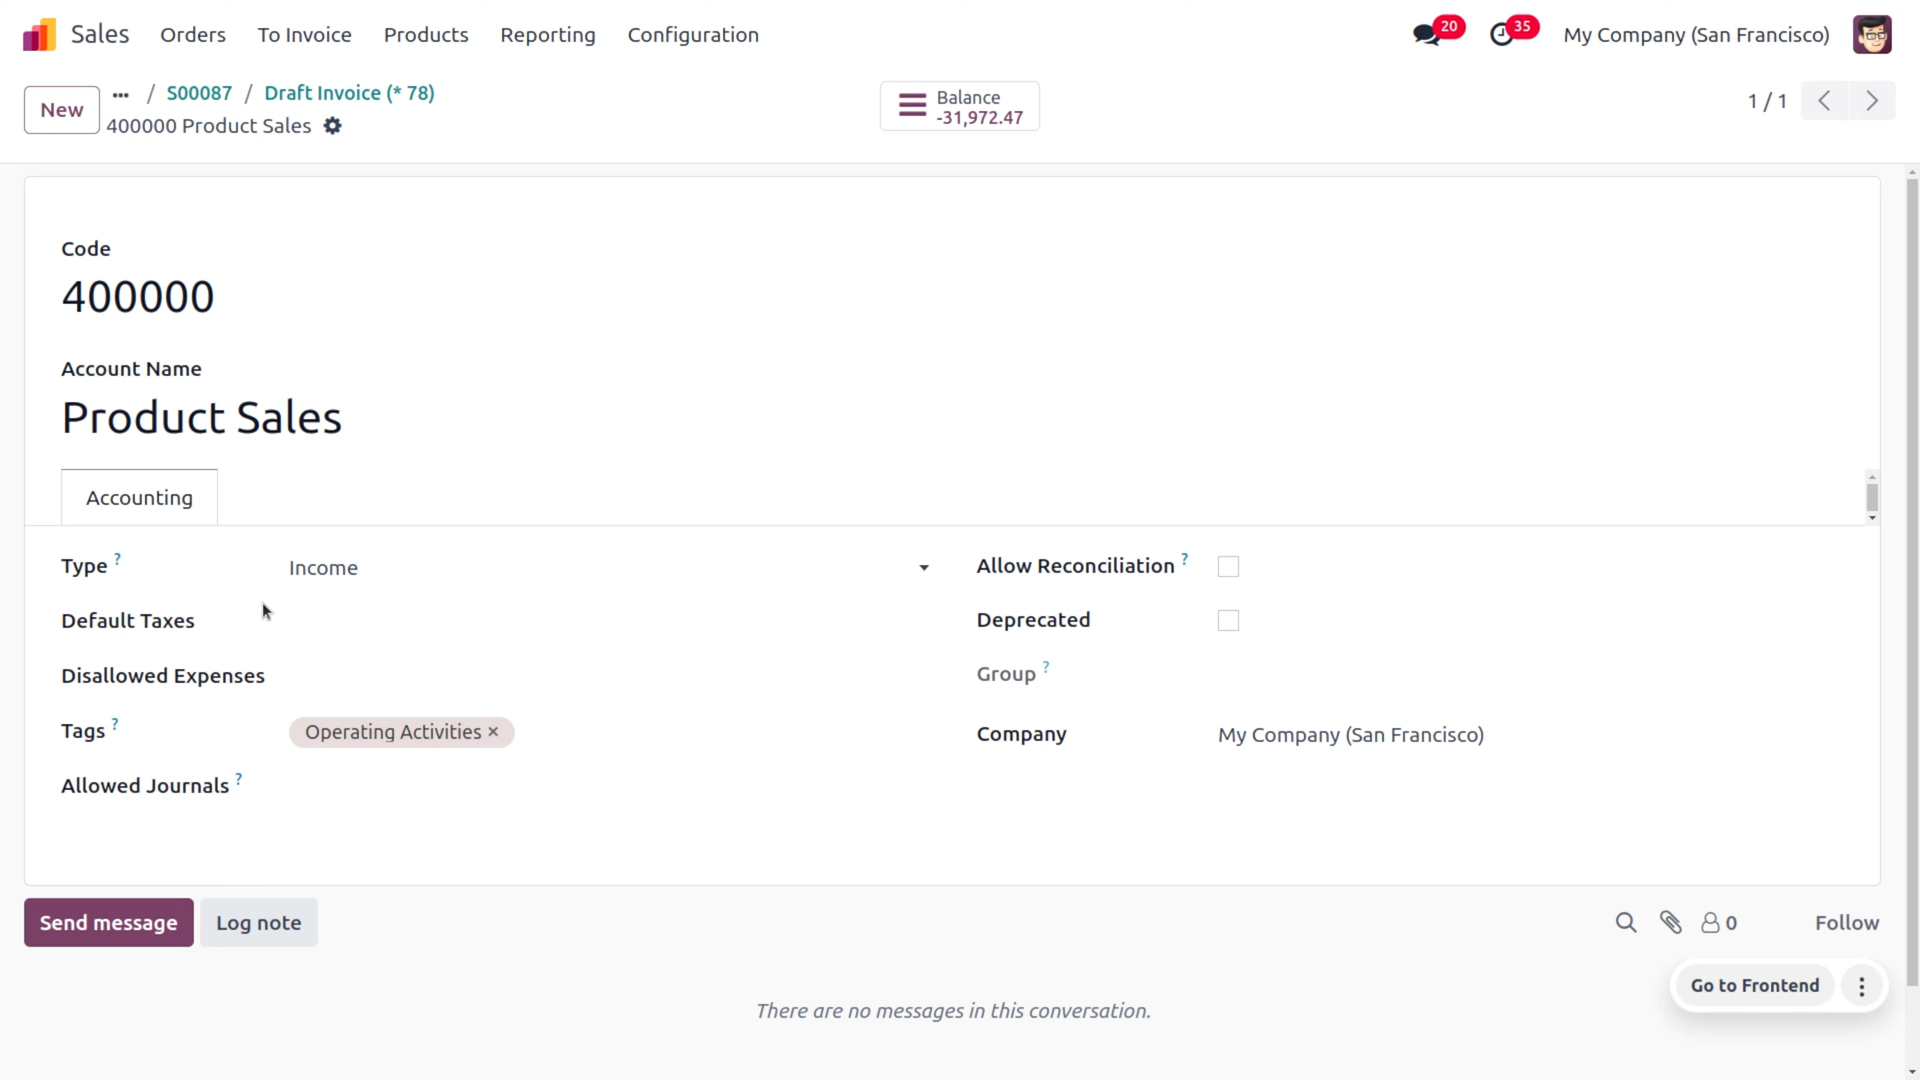 Sales Orders To Invoice Products Reporting Configuration 20 35 My Company (San Francisco)
New ... / S00087 / Draft Invoice (* 78)
400000 Product Sales
Balance
-31,972.47
1 / 1
Code
400000
Account Name
Product Sales
Accounting
Type ? Income
Default Taxes
Disallowed Expenses
Tags ? Operating Activities ×
Allowed Journals ?
Allow Reconciliation ?
Deprecated
Group ?
Company My Company (San Francisco)
Send message Log note 0 Follow
Go to Frontend
There are no messages in this conversation.